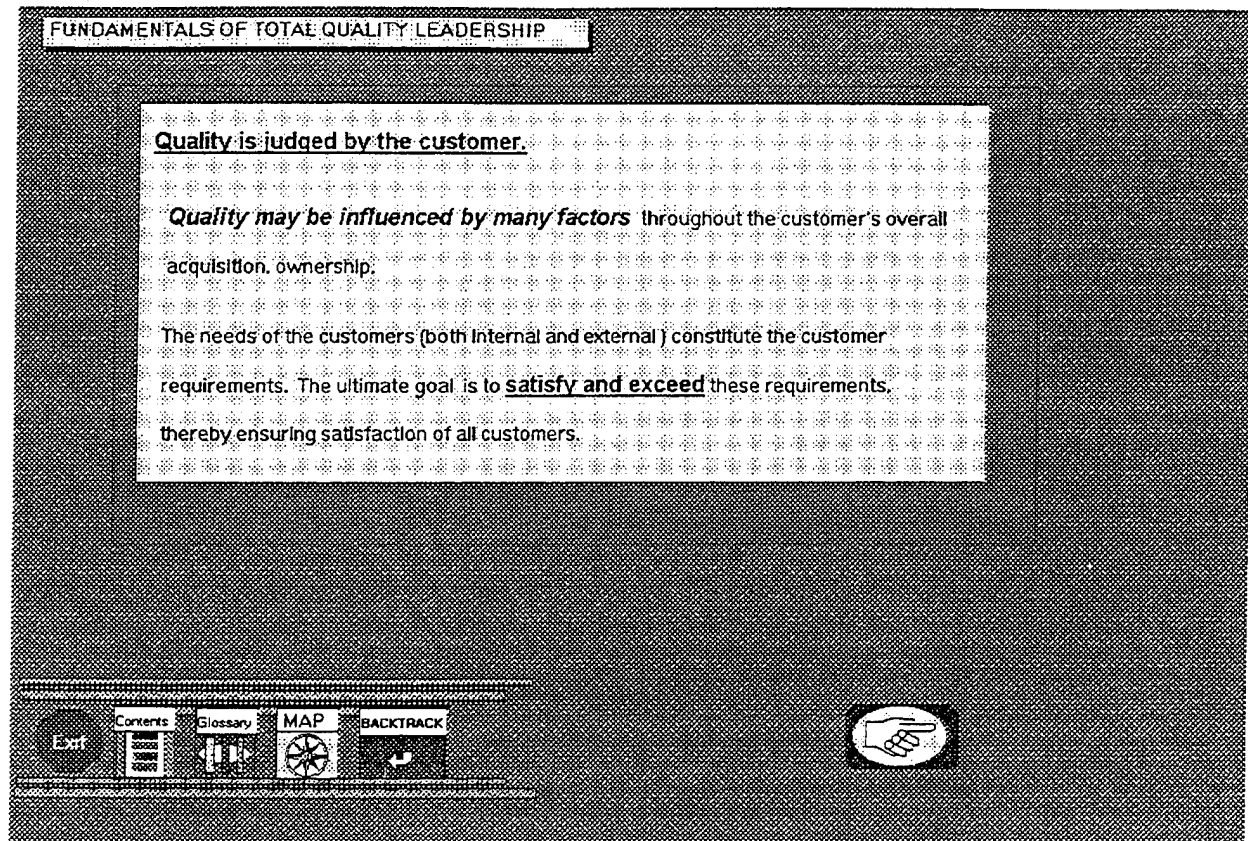 FUNDAMENTALS OF TOTAL QUALITY LEADERSHIP
Quality is judged by the customer.
Quality may be influenced by many factors throughout the customer's overall
acquisition. ownership.
The needs of the customers (both internal and external ) constitute the customer
requirements. The ultimate goal is to satisfy and exceed these requirements,
thereby ensuring satisfaction of all customers.
Exit
Contents
Glossary
MAP
BACKTRACK